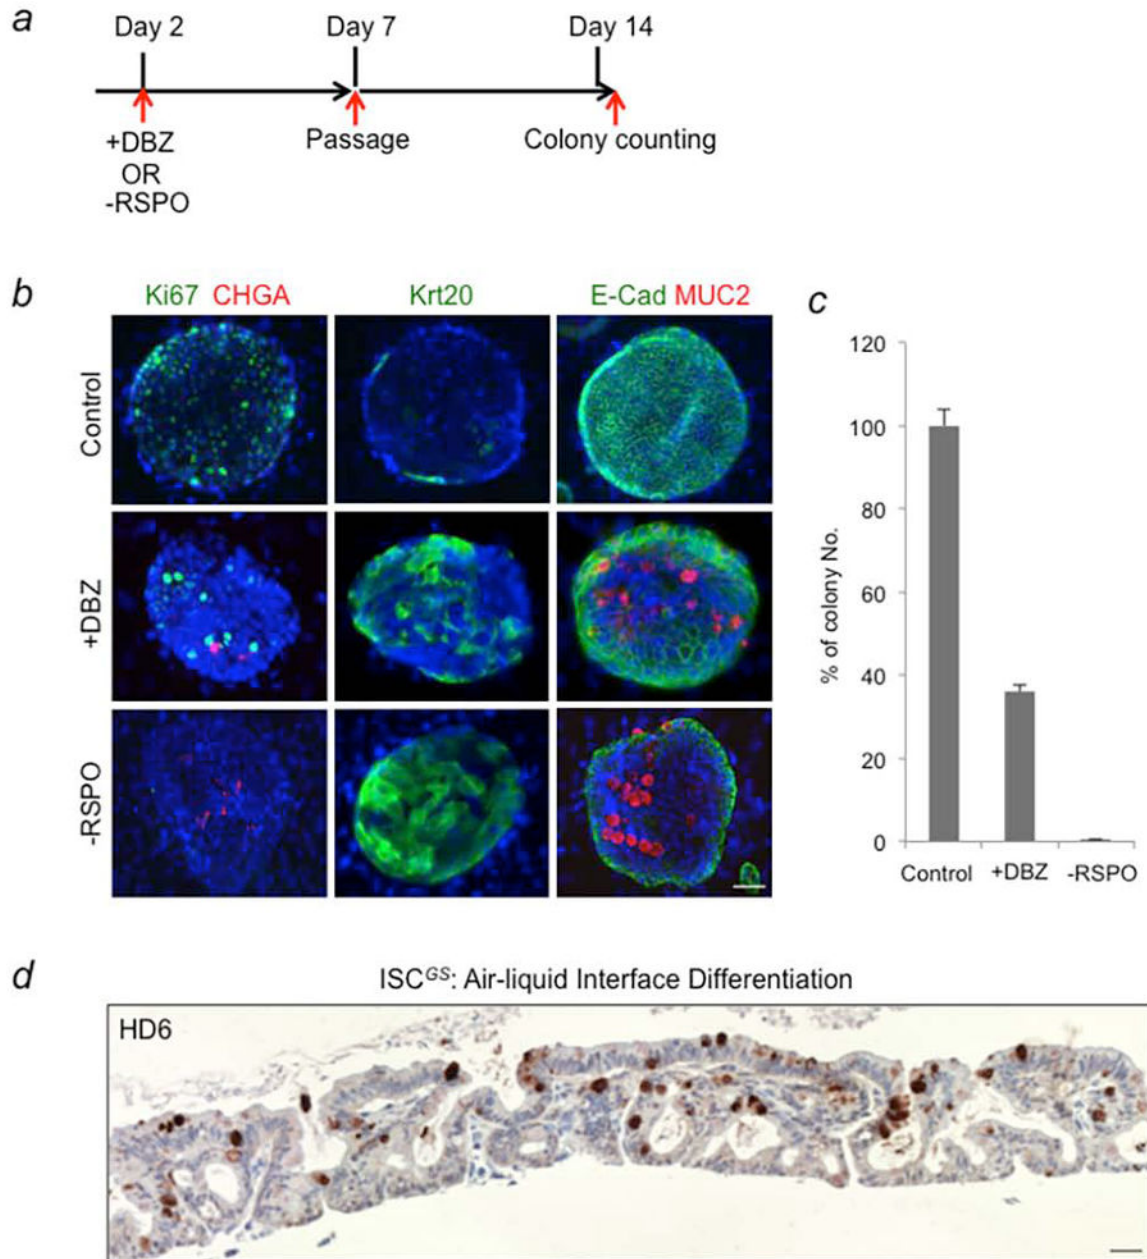 a
Day 2 Day 7 Day 14
+DBZ
OR
-RSPO
Passage
Colony counting
b
Ki67 CHGA Krt20 E-Cad MUC2
Control
+DBZ
-RSPO
c
% of colony No.
120
100
80
60
40
20
0
Control +DBZ -RSPO
d
ISCGS: Air-liquid Interface Differentiation
HD6